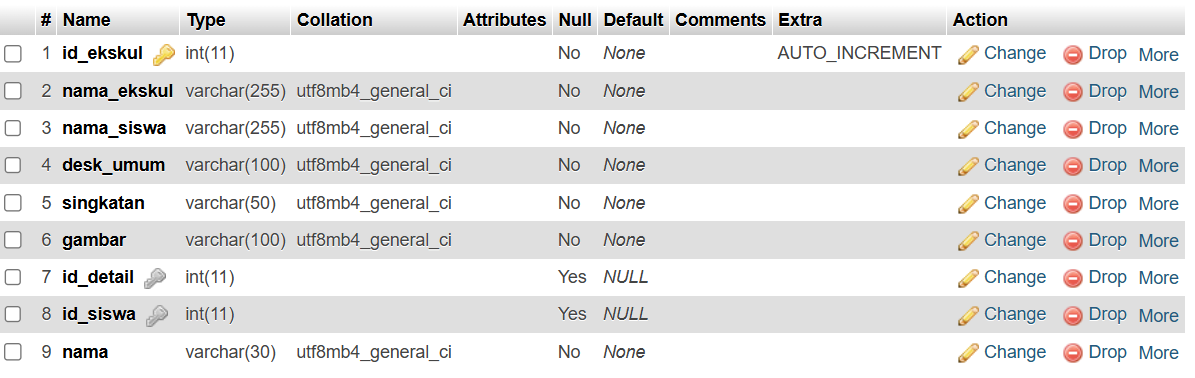 # Name Type Collation Attributes Null Default Comments Extra Action
1 id_ekskul int(11) No None AUTO_INCREMENT Change Drop More
2 nama_ekskul varchar(255) utf8mb4_general_ci No None Change Drop More
3 nama_siswa varchar(255) utf8mb4_general_ci No None Change Drop More
4 desk_umum varchar(100) utf8mb4_general_ci No None Change Drop More
5 singkatan varchar(50) utf8mb4_general_ci No None Change Drop More
6 gambar varchar(100) utf8mb4_general_ci No None Change Drop More
7 id_detail int(11) Yes NULL Change Drop More
8 id_siswa int(11) Yes NULL Change Drop More
9 nama varchar(30) utf8mb4_general_ci No None Change Drop More